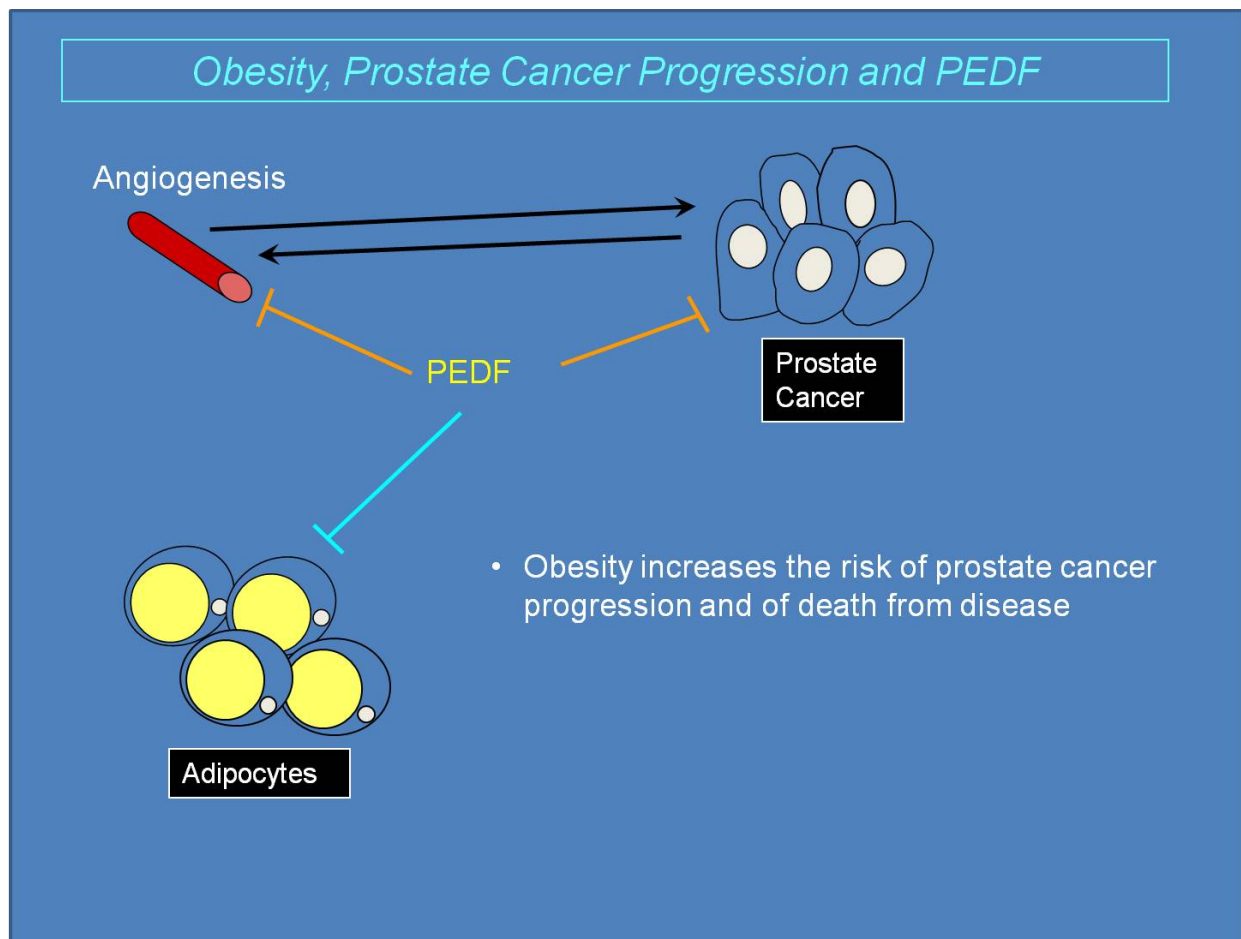 Obesity, Prostate Cancer Progression and PEDF
Angiogenesis
PEDF
Prostate
Cancer
• Obesity increases the risk of prostate cancer
progression and of death from disease
Adipocytes